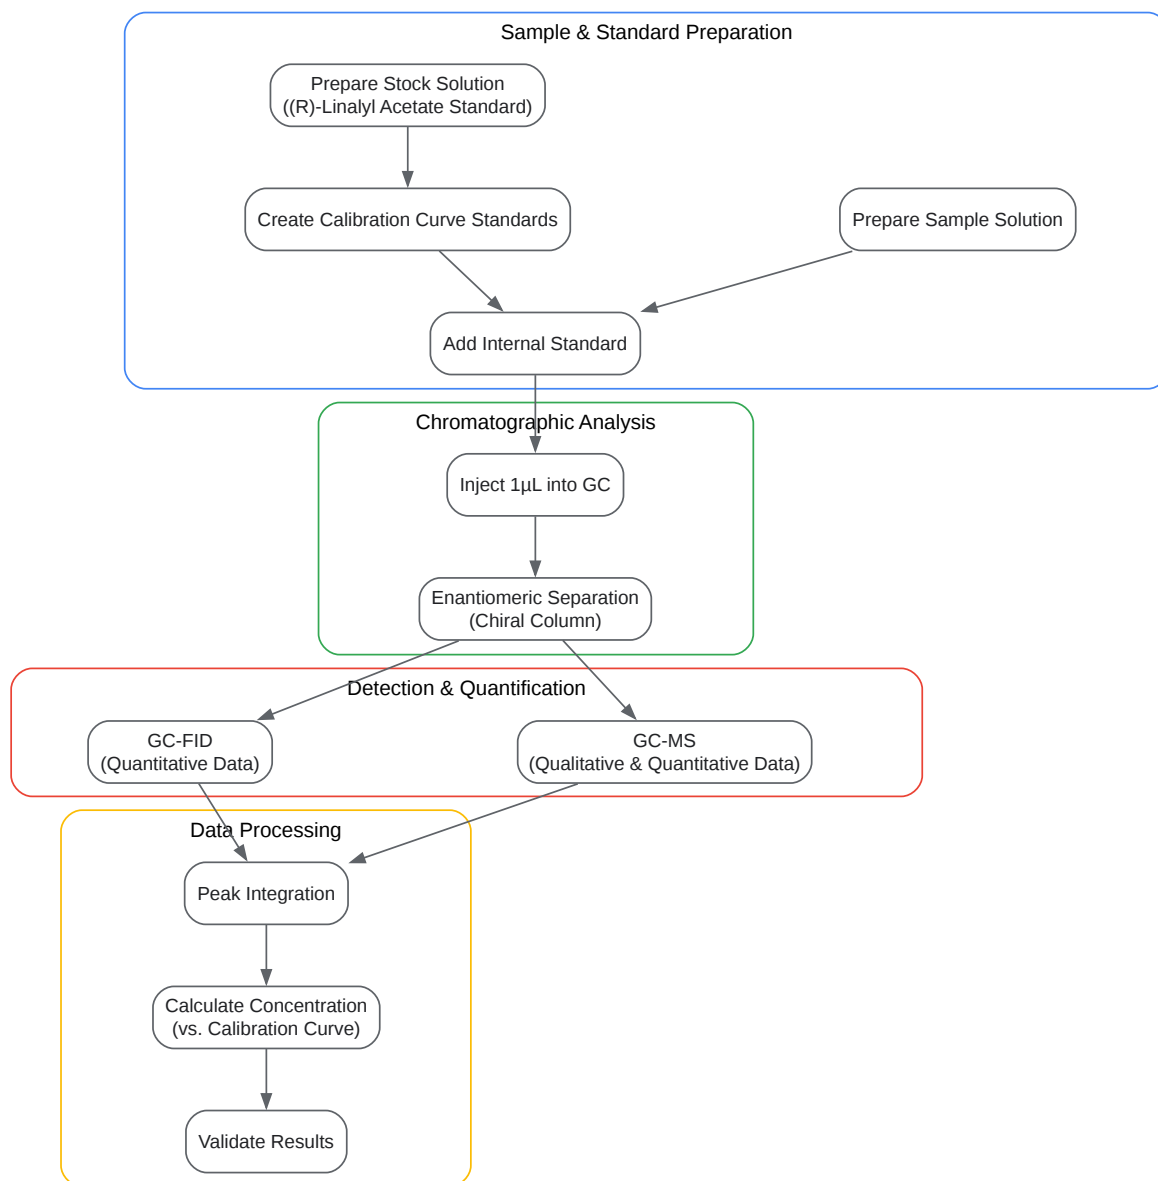 Sample & Standard Preparation
Prepare Stock Solution
((R)-Linalyl Acetate Standard)
Create Calibration Curve Standards
Prepare Sample Solution
Add Internal Standard
Chromatographic Analysis
Inject 1µL into GC
Enantiomeric Separation
(Chiral Column)
Detection & Quantification
GC-FID
(Quantitative Data)
GC-MS
(Qualitative & Quantitative Data)
Data Processing
Peak Integration
Calculate Concentration
(vs. Calibration Curve)
Validate Results